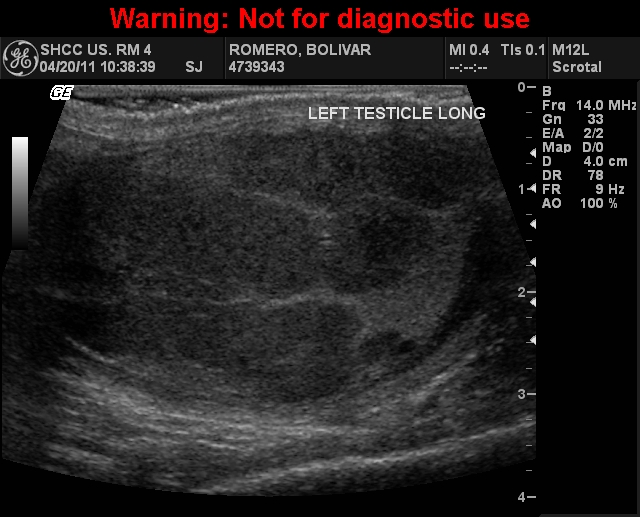 Warning: Not for diagnostic use
GE SHCC US. RM 4 ROMERO, BOLIVAR MI 0.4 TIs 0.1 M12L
04/20/11 10:38:39 SJ 4739343 --:--:-- Scrotal
GE
LEFT TESTICLE LONG
0
1
2
3
4
B
Frq 14.0 MHz
Gn 33
E/A 2/2
Map D/0
D 4.0 cm
DR 78
FR 9 Hz
AO 100 %